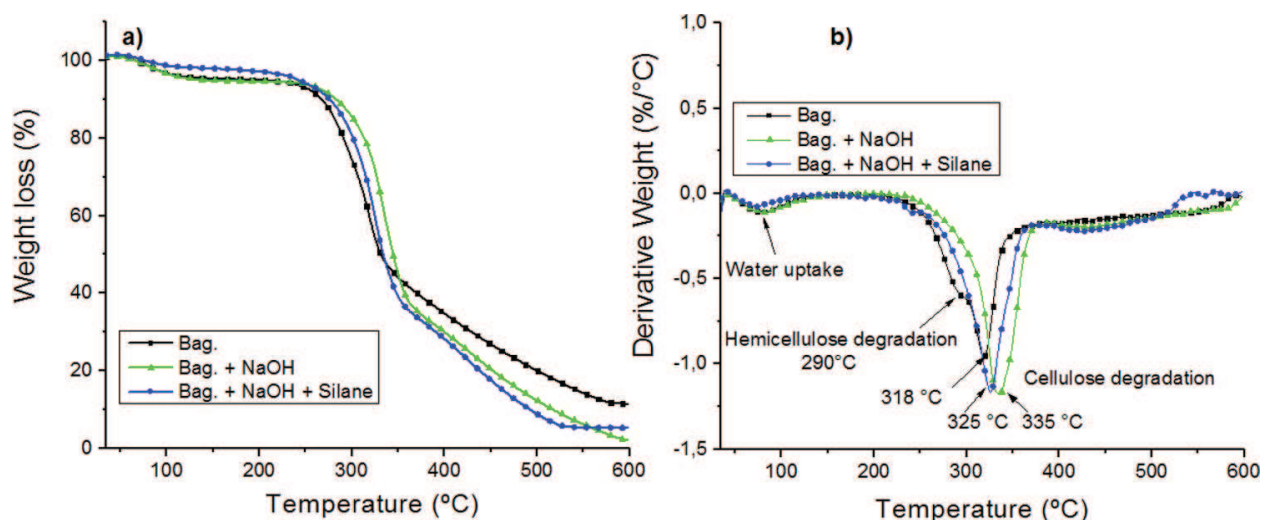 a)
Weight loss (%)
100
80
60
40
20
0
Bag.
Bag. + NaOH
Bag. + NaOH + Silane
100
200
300
400
500
600
Temperature (ºC)
b)
Derivative Weight (%/°C)
1,0
0,5
0,0
-0,5
-1,0
-1,5
Bag.
Bag. + NaOH
Bag. + NaOH + Silane
Water uptake
Hemicellulose degradation
290°C
318 °C
325 °C
335 °C
Cellulose degradation
100
200
300
400
500
600
Temperature (ºC)